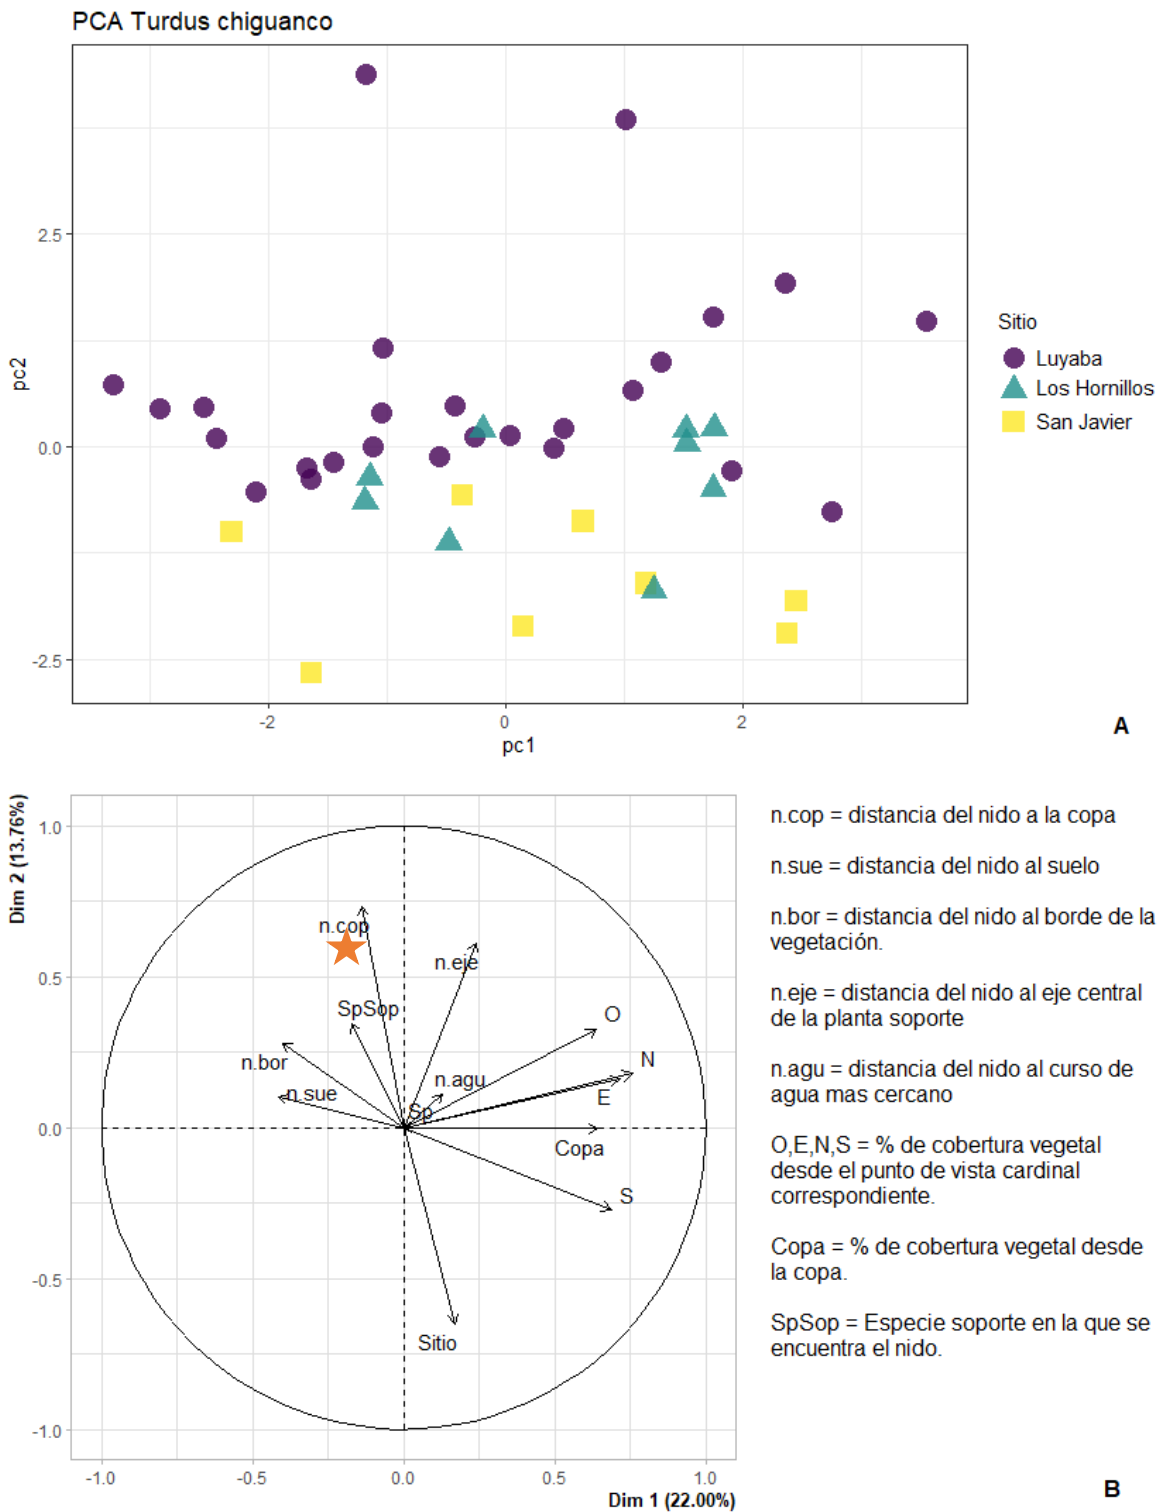 PCA Turdus chiguanco
2.5
0.0
-2.5
pc2
-2
0
2
pc1
Sitio
Luyaba
Los Hornillos
San Javier
A
Dim 2 (13.76%)
1.0
0.5
0.0
-0.5
-1.0
n.cop
n.eje
SpSop
O
n.bor
N
n.agu
n.sue
E
Sp
Copa
S
Sitio
-1.0
-0.5
0.0
0.5
1.0
Dim 1 (22.00%)
n.cop = distancia del nido a la copa
n.sue = distancia del nido al suelo
n.bor = distancia del nido al borde de la
vegetación.
n.eje = distancia del nido al eje central
de la planta soporte
n.agu = distancia del nido al curso de
agua mas cercano
O,E,N,S = % de cobertura vegetal
desde el punto de vista cardinal
correspondiente.
Copa = % de cobertura vegetal desde
la copa.
SpSop = Especie soporte en la que se
encuentra el nido.
B